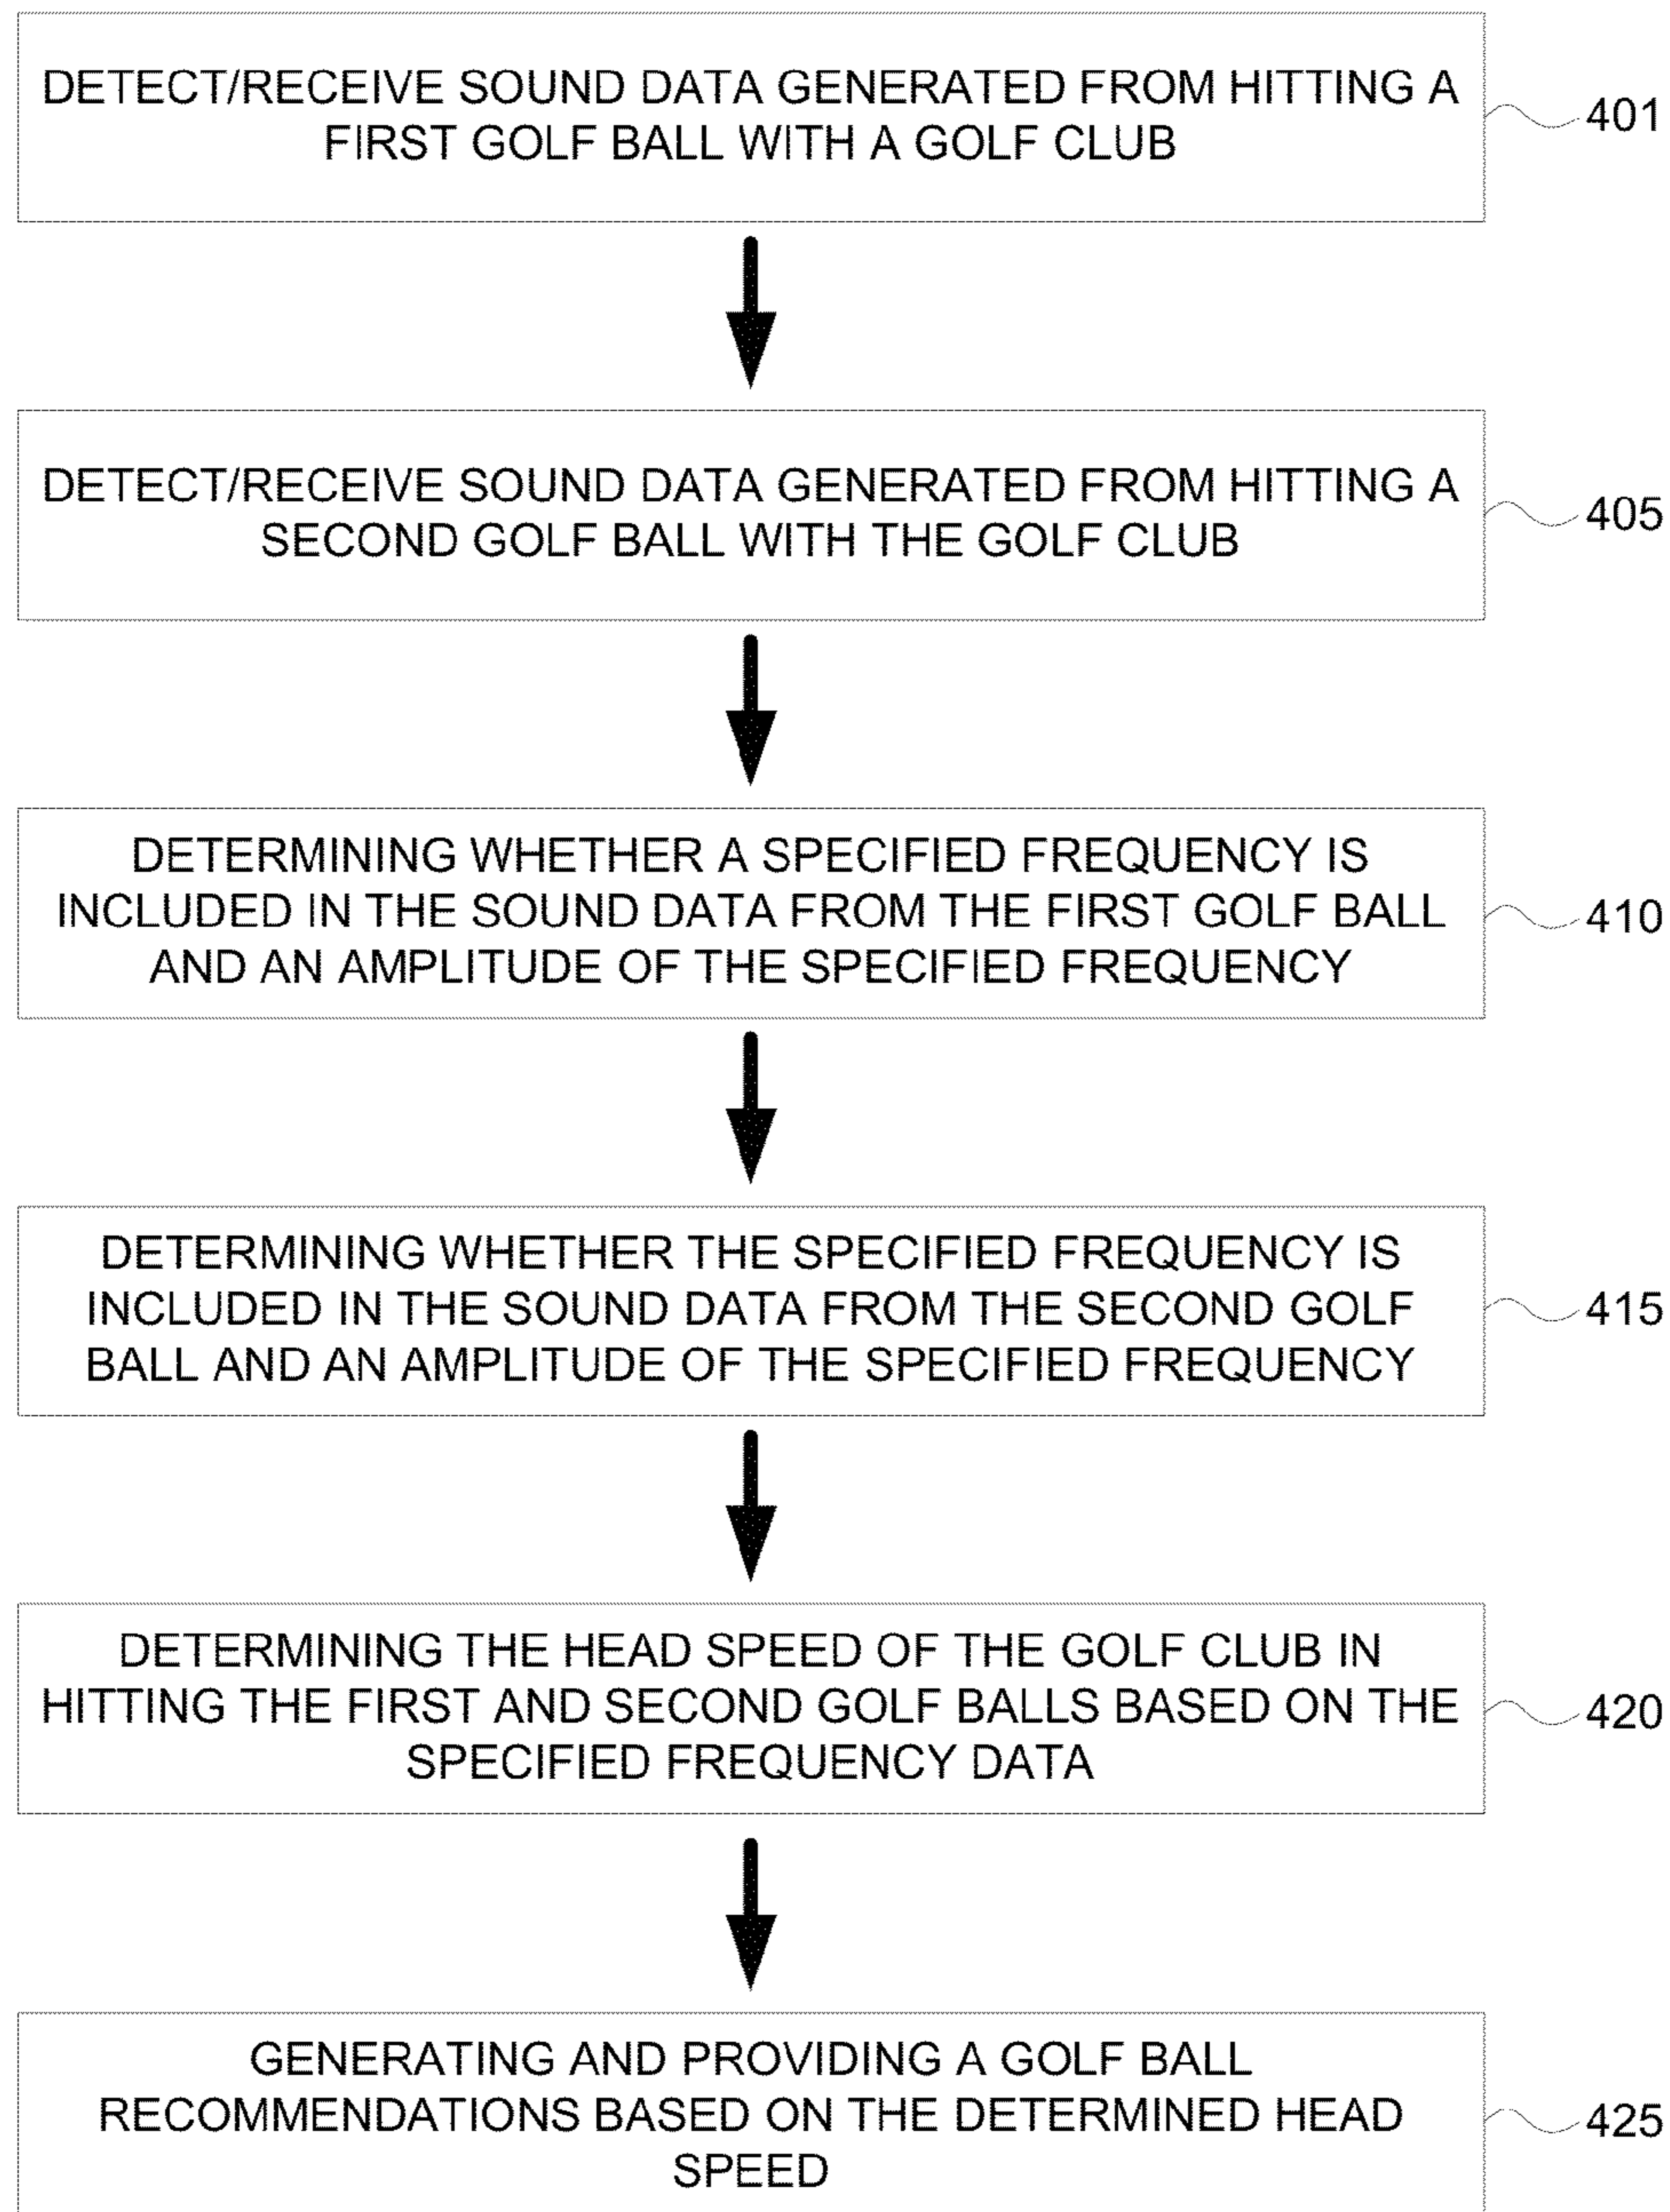 DETECT/RECEIVE SOUND DATA GENERATED FROM HITTING A
FIRST GOLF BALL WITH A GOLF CLUB
401
DETECT/RECEIVE SOUND DATA GENERATED FROM HITTING A
SECOND GOLF BALL WITH THE GOLF CLUB
405
DETERMINING WHETHER A SPECIFIED FREQUENCY IS
INCLUDED IN THE SOUND DATA FROM THE FIRST GOLF BALL
AND AN AMPLITUDE OF THE SPECIFIED FREQUENCY
410
DETERMINING WHETHER THE SPECIFIED FREQUENCY IS
INCLUDED IN THE SOUND DATA FROM THE SECOND GOLF
BALL AND AN AMPLITUDE OF THE SPECIFIED FREQUENCY
415
DETERMINING THE HEAD SPEED OF THE GOLF CLUB IN
HITTING THE FIRST AND SECOND GOLF BALLS BASED ON THE
SPECIFIED FREQUENCY DATA
420
GENERATING AND PROVIDING A GOLF BALL
RECOMMENDATIONS BASED ON THE DETERMINED HEAD
SPEED
425